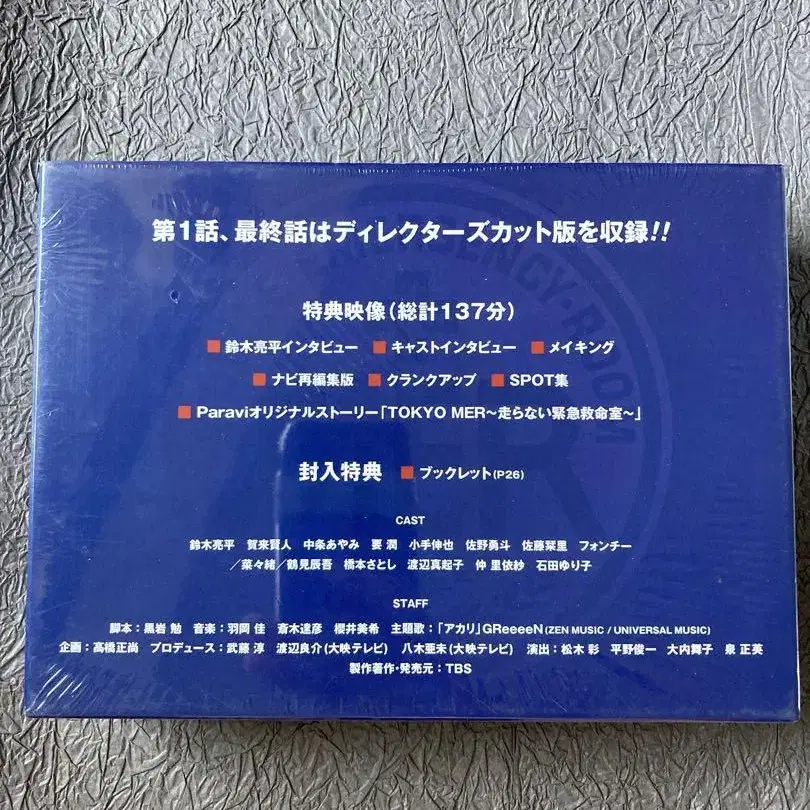 第1話、最終話はディレクターズカット版を収録!!
特典映像(総計137分)
■ 鈴木亮平インタビュー ■ キャストインタビュー ■ メイキング
■ ナビ再編集版 ■ クランクアップ ■ SPOT集
■ Paraviオリジナルストーリー「TOKYO MER〜走らない緊急救命室〜」
封入特典 ■ ブックレット(P26)
CAST
鈴木亮平 賀来賢人 中条あやみ 要 潤 小手伸也 佐野勇斗 佐藤栞里 フォンチー
/菜々緒/鶴見辰吾 橋本さとし 渡辺真起子 仲 里依紗 石田ゆり子
STAFF
脚本:黒岩 勉 音楽:羽岡 佳 斎木達彦 櫻井美希 主題歌:「アカリ」GReeeeN(ZEN MUSIC / UNIVERSAL MUSIC)
企画:高橋正尚 プロデュース:武藤 淳 渡辺良介(大映テレビ) 八木亜未(大映テレビ) 演出:松木 彩 平野俊一 大内舞子 泉 正英
製作著作・発売元:TBS
ENCY・ROOM